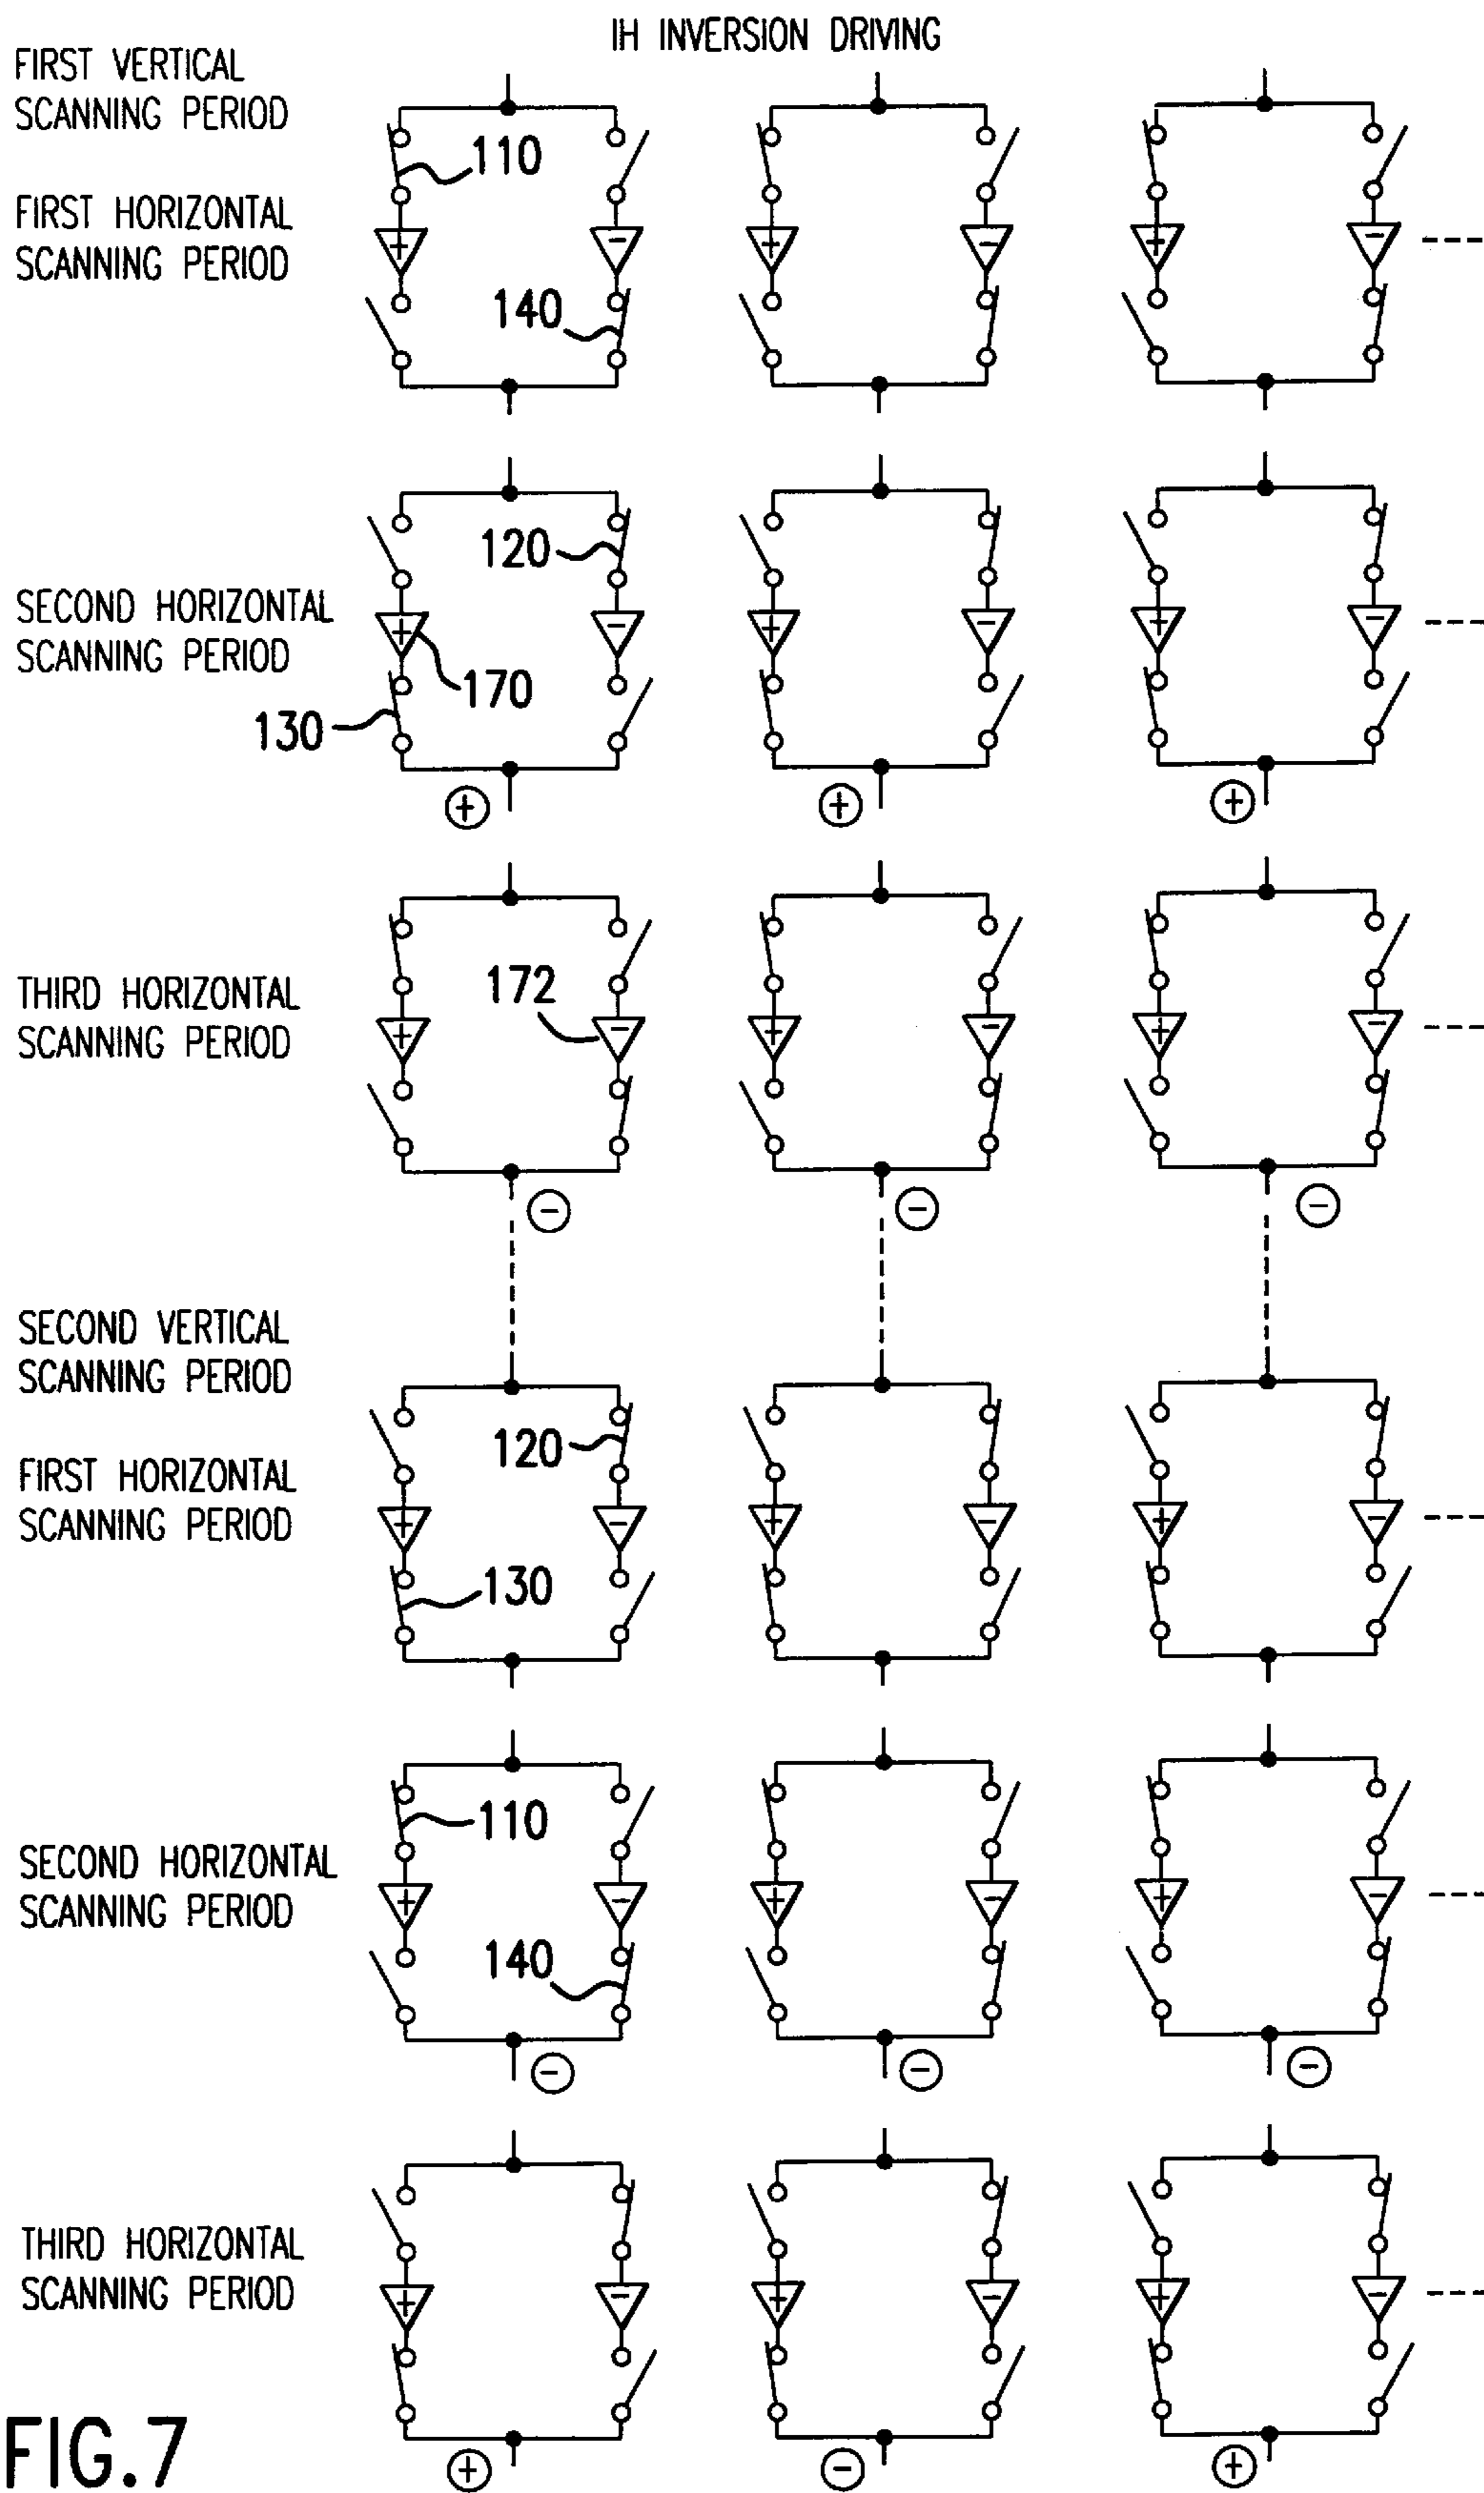 IH INVERSION DRIVING
FIRST VERTICAL
SCANNING PERIOD
110
FIRST HORIZONTAL
SCANNING PERIOD
+ - + - + -
140
120
SECOND HORIZONTAL
SCANNING PERIOD
+ - + - + -
170
130
+ + +
172
THIRD HORIZONTAL
SCANNING PERIOD
+ - + - + -
- - -
SECOND VERTICAL
SCANNING PERIOD
120
FIRST HORIZONTAL
SCANNING PERIOD
+ - + - + -
130
110
SECOND HORIZONTAL
SCANNING PERIOD
+ - + - + -
140
- - -
THIRD HORIZONTAL
SCANNING PERIOD
+ - + - + -
+ - +
FIG.7